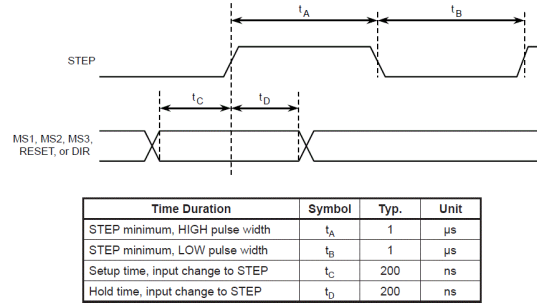 tA
tB
STEP
tC
tD
MS1, MS2, MS3,
RESET, or DIR
Time Duration Symbol Typ. Unit
STEP minimum, HIGH pulse width tA 1 µs
STEP minimum, LOW pulse width tB 1 µs
Setup time, input change to STEP tC 200 ns
Hold time, input change to STEP tD 200 ns